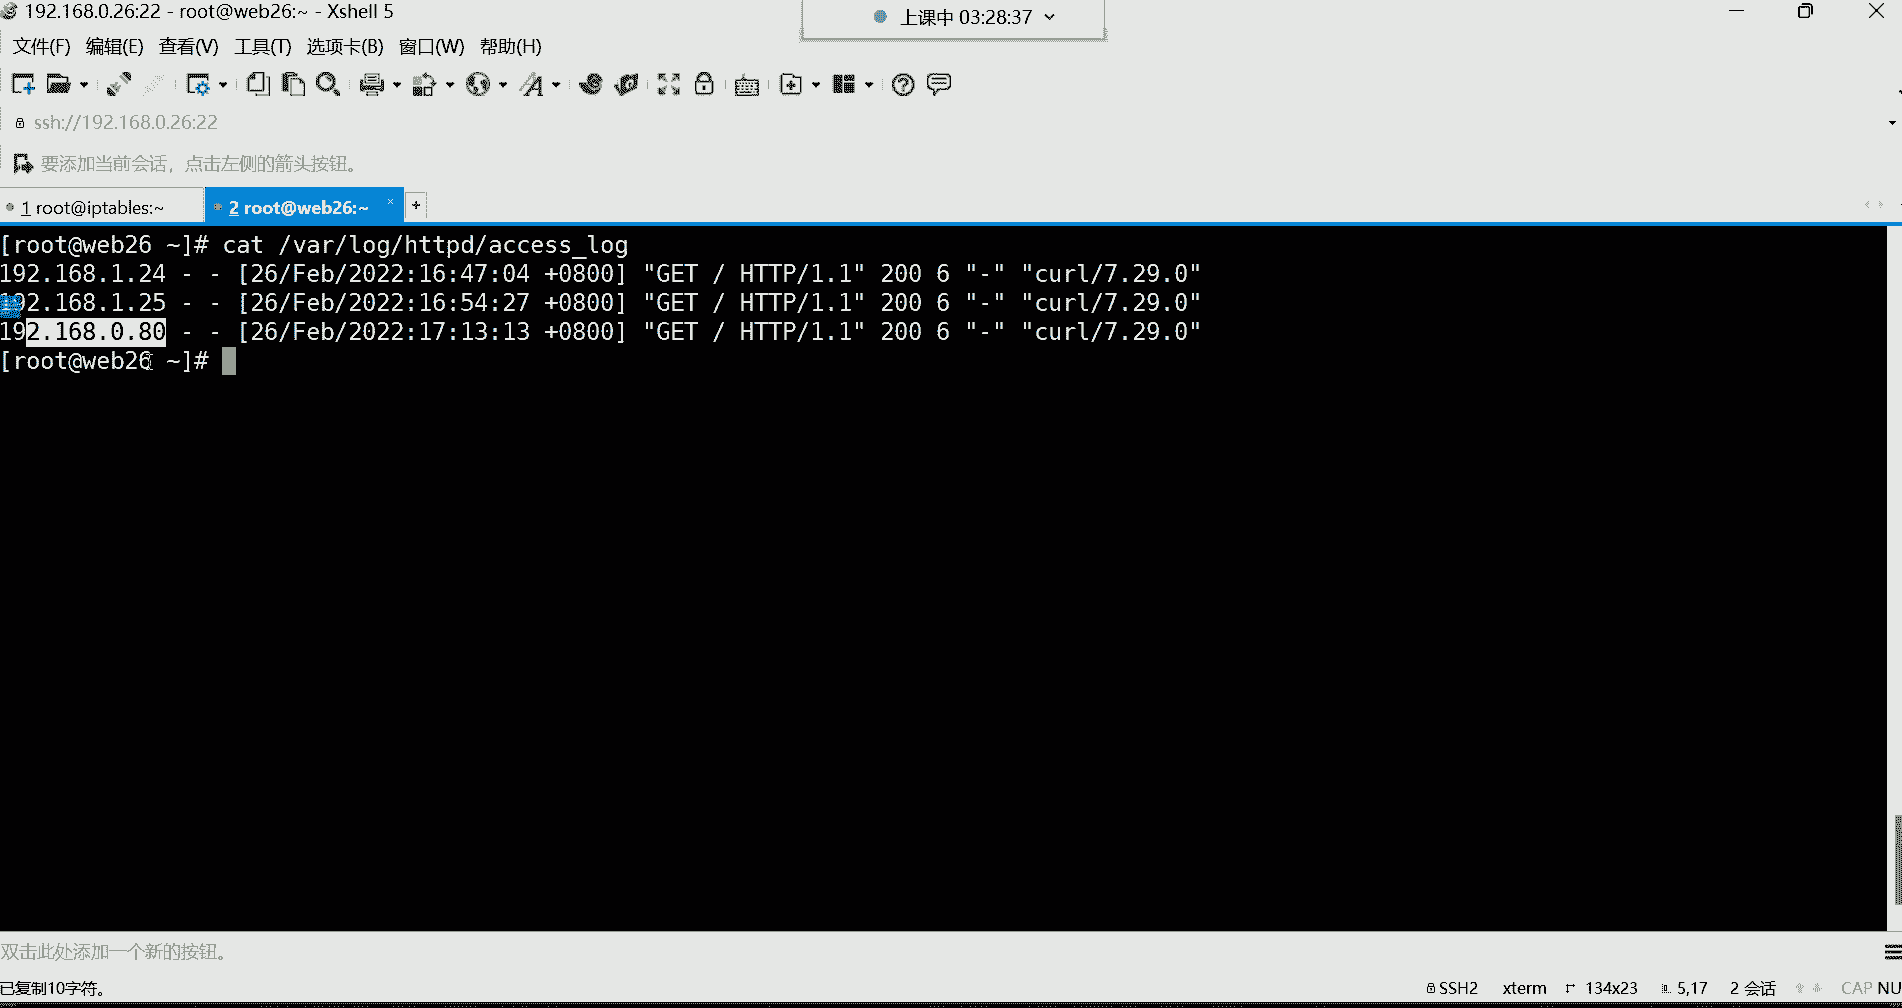 192.168.0.26:22 - root@web26:~ - Xshell 5
上课中 03:28:37
文件(F) 编辑(E) 查看(V) 工具(T) 选项卡(B) 窗口(W) 帮助(H)
ssh://192.168.0.26:22
要添加当前会话，点击左侧的箭头按钮。
1 root@iptables:~ 2 root@web26:~ × +
[root@web26 ~]# cat /var/log/httpd/access_log
192.168.1.24 - - [26/Feb/2022:16:47:04 +0800] "GET / HTTP/1.1" 200 6 "-" "curl/7.29.0"
192.168.1.25 - - [26/Feb/2022:16:54:27 +0800] "GET / HTTP/1.1" 200 6 "-" "curl/7.29.0"
192.168.0.80 - - [26/Feb/2022:17:13:13 +0800] "GET / HTTP/1.1" 200 6 "-" "curl/7.29.0"
[root@web26 ~]#
双击此处添加一个新的按钮。
已复制10字符。 SSH2 xterm 134x23 5,17 2 会话 CAP NU